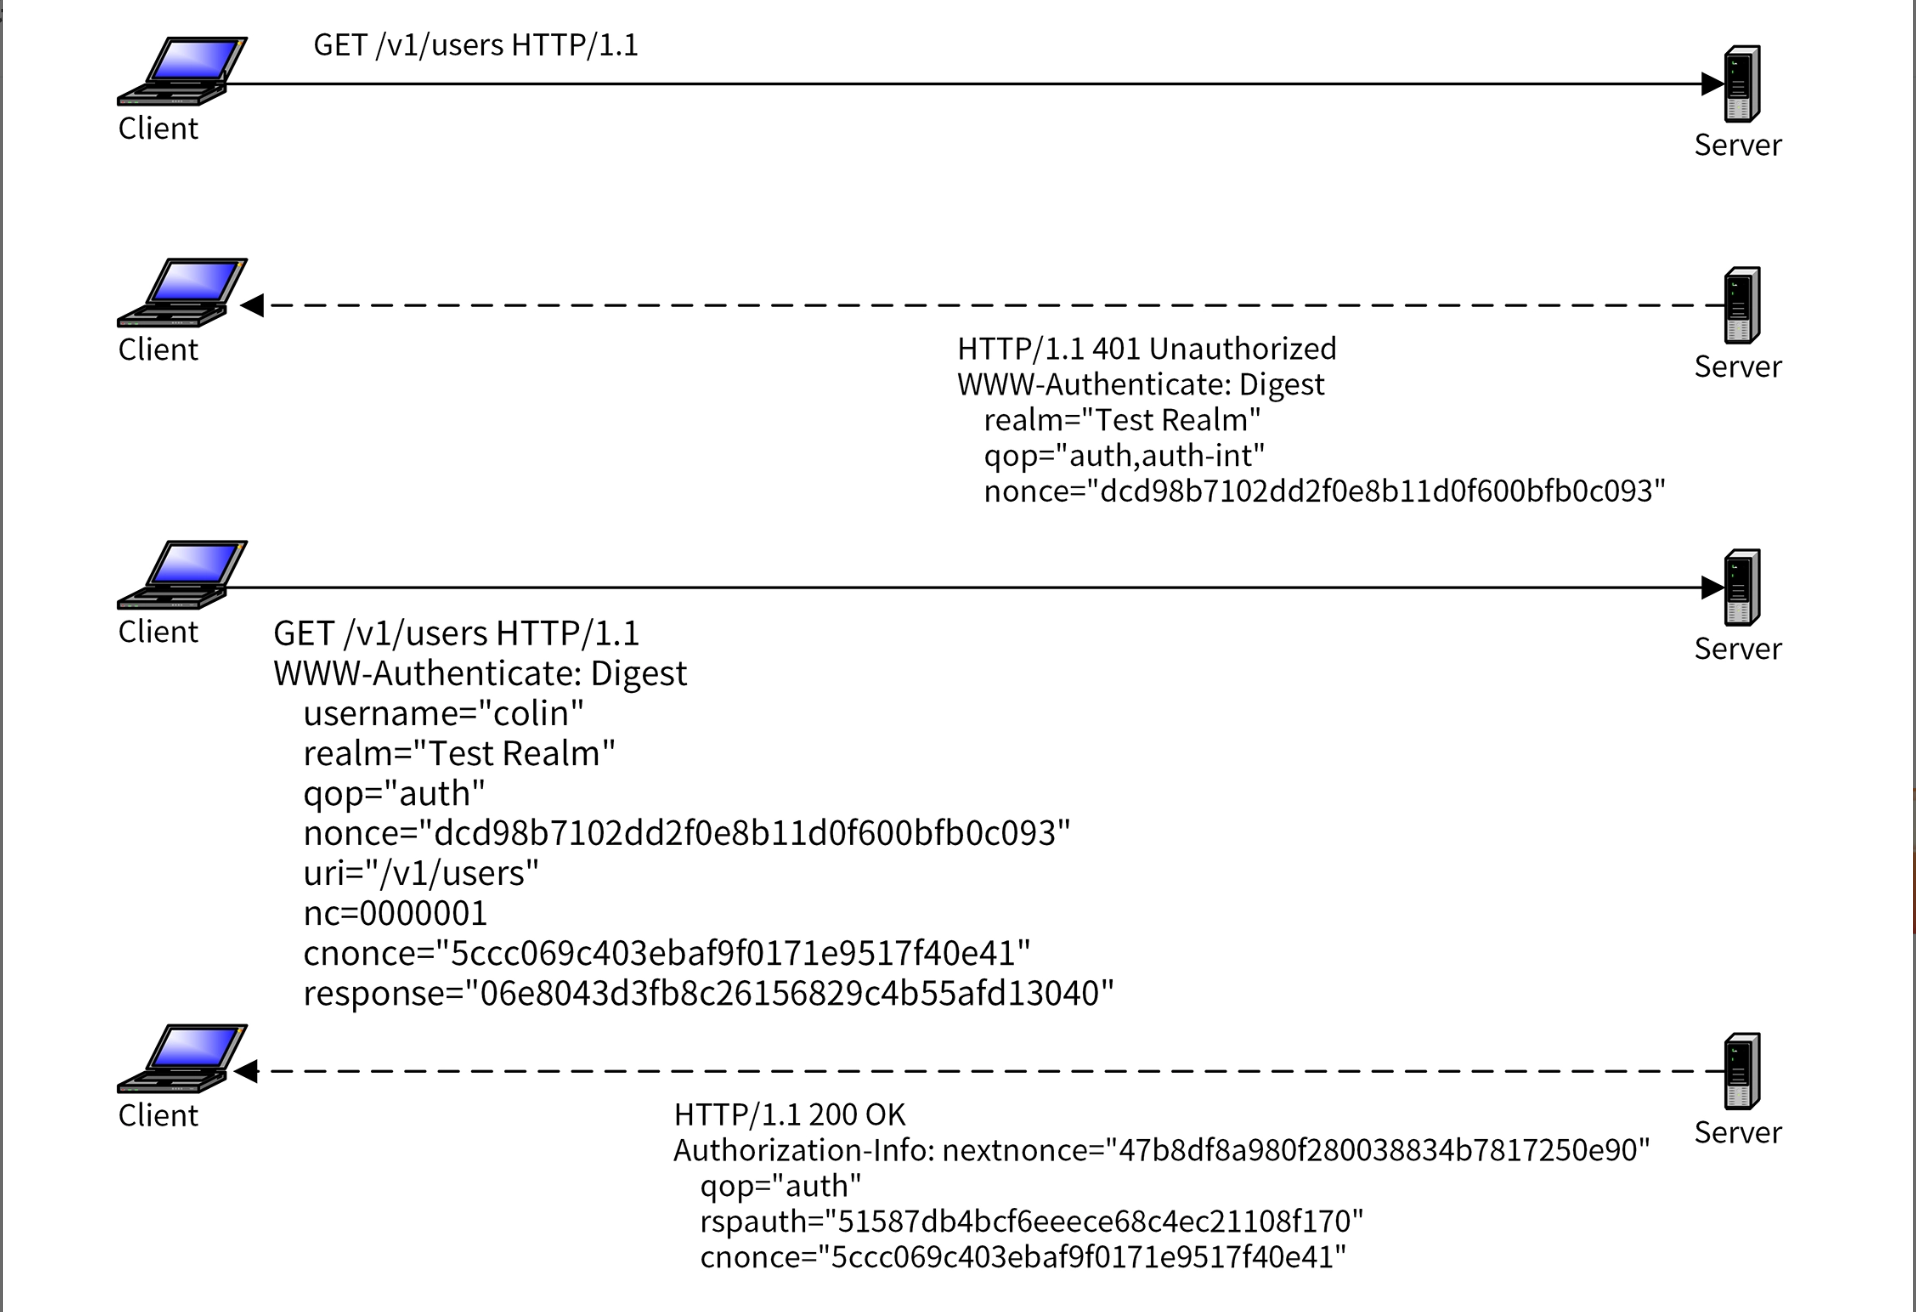 GET /v1/users HTTP/1.1
Client
Server
Client
HTTP/1.1 401 Unauthorized
Server
WWW-Authenticate: Digest
realm="Test Realm"
qop="auth,auth-int"
nonce="dcd98b7102dd2f0e8b11d0f600bfb0c093"
Client
Server
GET /v1/users HTTP/1.1
WWW-Authenticate: Digest
username="colin"
realm="Test Realm"
qop="auth"
nonce="dcd98b7102dd2f0e8b11d0f600bfb0c093"
uri="/v1/users"
nc=0000001
cnonce="5ccc069c403ebaf9f0171e9517f40e41"
response="06e8043d3fb8c26156829c4b55afd13040"
Client
Server
HTTP/1.1 200 OK
Authorization-Info: nextnonce="47b8df8a980f280038834b7817250e90"
qop="auth"
rspauth="51587db4bcf6eeece68c4ec21108f170"
cnonce="5ccc069c403ebaf9f0171e9517f40e41"